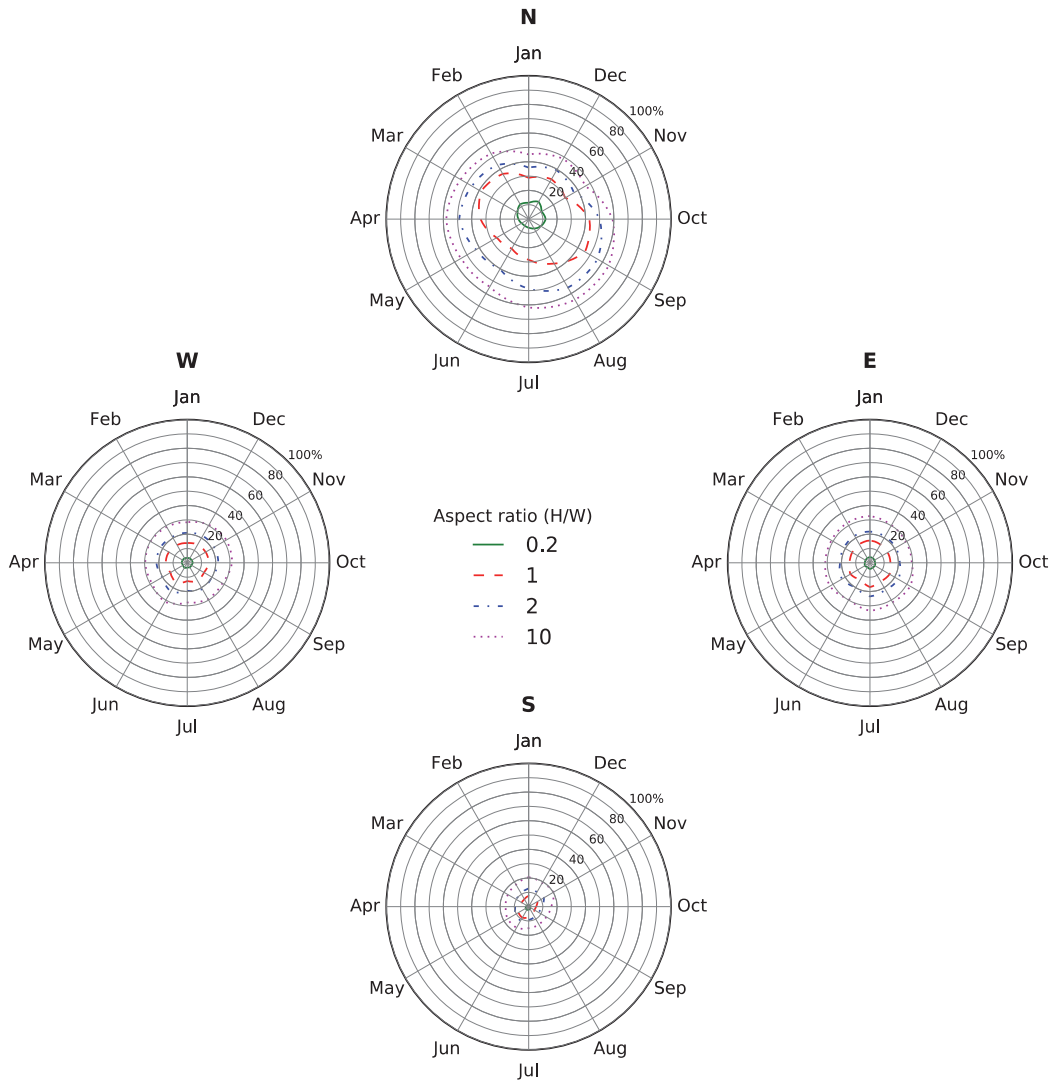 N
Jan
Feb
Dec
100%
Mar
80
Nov
60
40
20
Apr
Oct
May
Sep
Jun
Aug
Jul
W
Jan
Feb
Dec
100%
Mar
80
Nov
60
40
20
Apr
Oct
May
Sep
Jun
Aug
Jul
E
Jan
Feb
Dec
100%
Mar
80
Nov
60
40
20
Apr
Oct
May
Sep
Jun
Aug
Jul
Aspect ratio (H/W)
0.2
1
2
10
S
Jan
Feb
Dec
100%
Mar
80
Nov
60
40
20
Apr
Oct
May
Sep
Jun
Aug
Jul